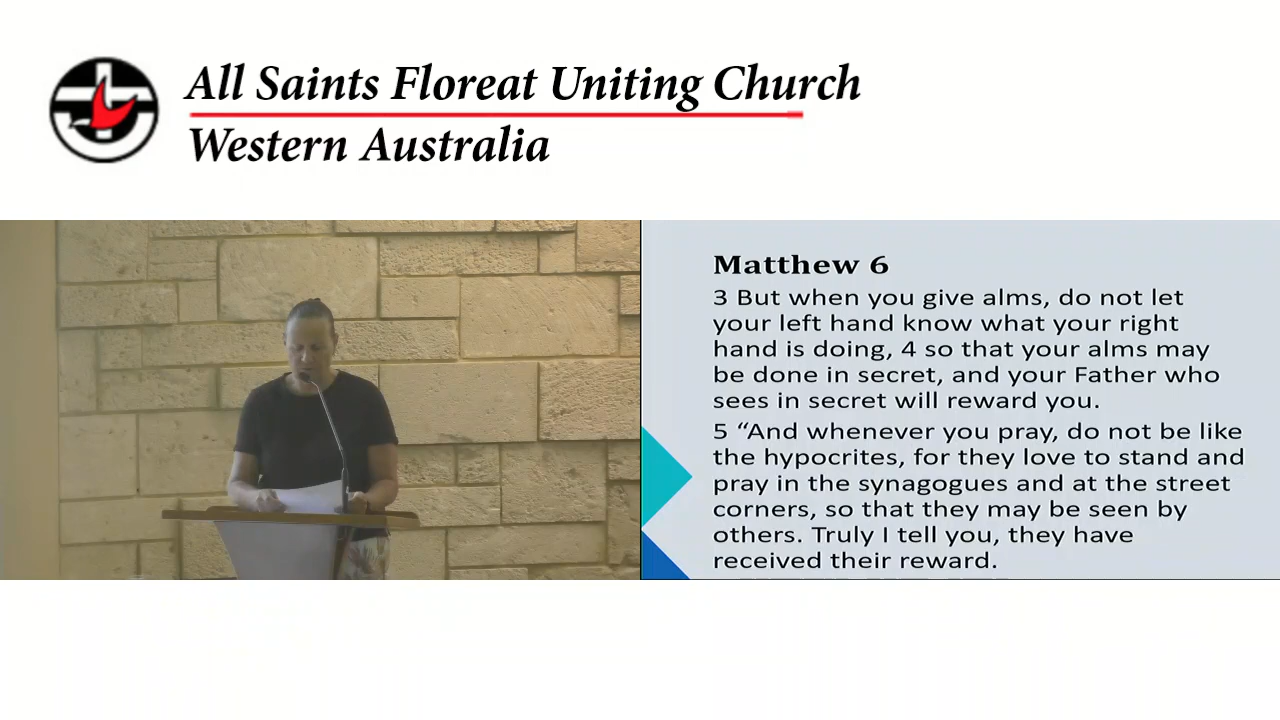 All Saints Floreat Uniting Church
Western Australia
Matthew 6
3 But when you give alms, do not let
your left hand know what your right
hand is doing, 4 so that your alms may
be done in secret, and your Father who
sees in secret will reward you.
5 “And whenever you pray, do not be like
the hypocrites, for they love to stand and
pray in the synagogues and at the street
corners, so that they may be seen by
others. Truly I tell you, they have
received their reward.